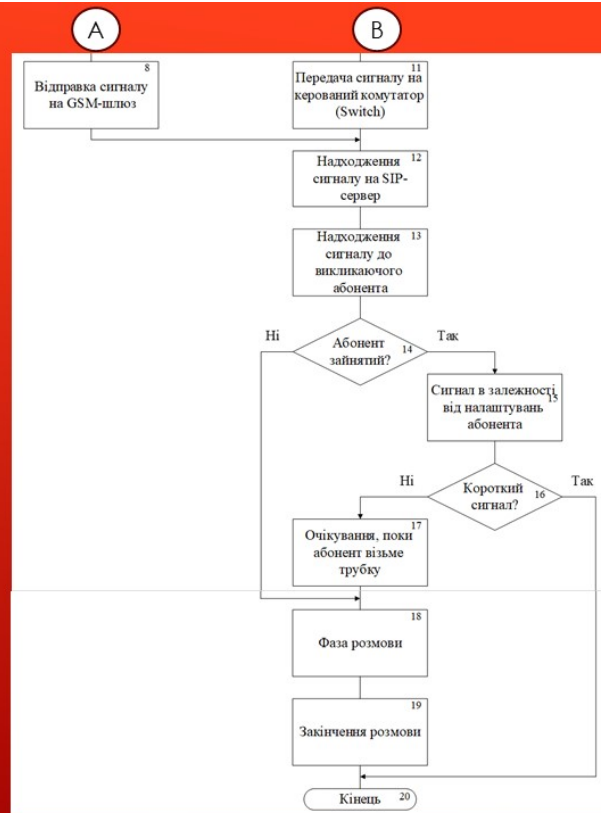 A
B
8
Відправка сигналу
на GSM-шлюз
11
Передача сигналу на
керований комутатор
(Switch)
12
Надходження
сигналу на SIP-
сервер
13
Надходження
сигналу до
викликаючого
абонента
Ні
Так
Абонент
зайнятий?
14
Сигнал в залежності
від налаштувань
абонента
15
Ні
Так
Короткий
сигнал?
16
17
Очікування, поки
абонент візьме
трубку
18
Фаза розмови
19
Закінчення розмови
Кінець
20